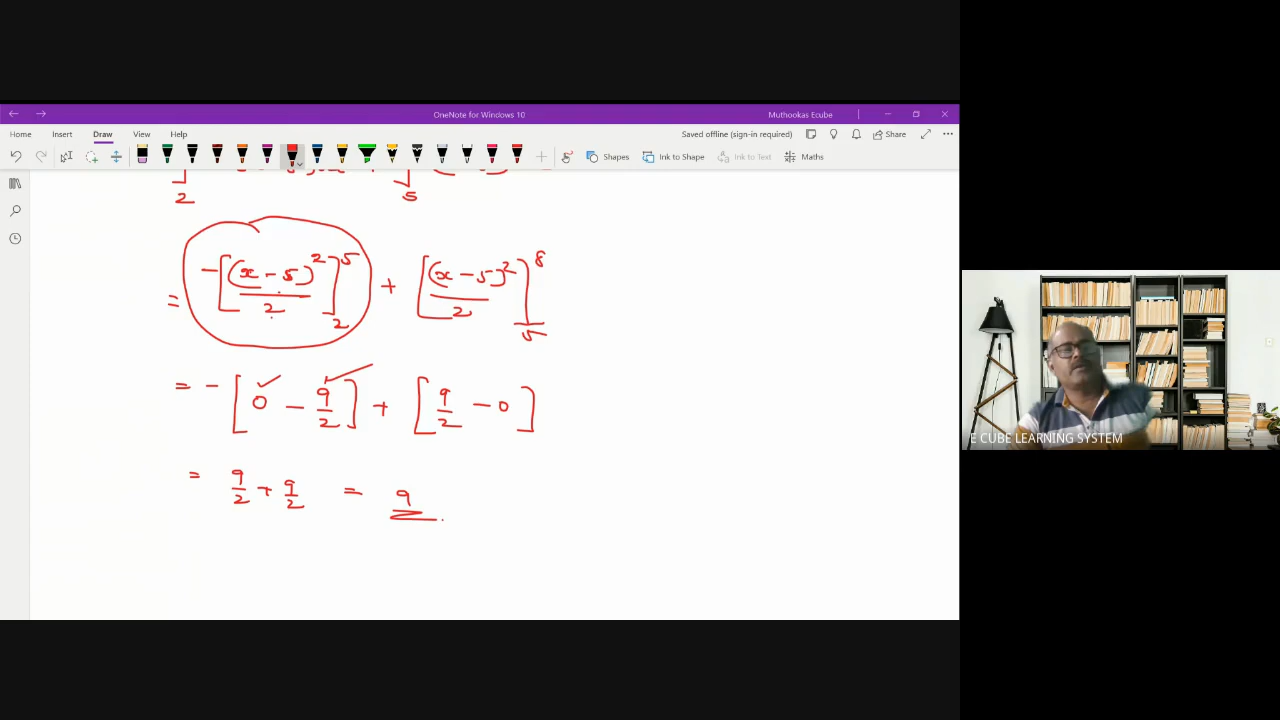 OneNote for Windows 10
Muthookas Ecube
Home Insert Draw View Help
Saved offline (sign-in required) Share
Shapes Ink to Shape Ink to Text Maths
2 5
= -[(x-5)²/2]₂⁵ + [(x-5)²/2]₅⁸
= -[0 - 9/2] + [9/2 - 0]
= 9/2 + 9/2 = 9
E CUBE LEARNING SYSTEM